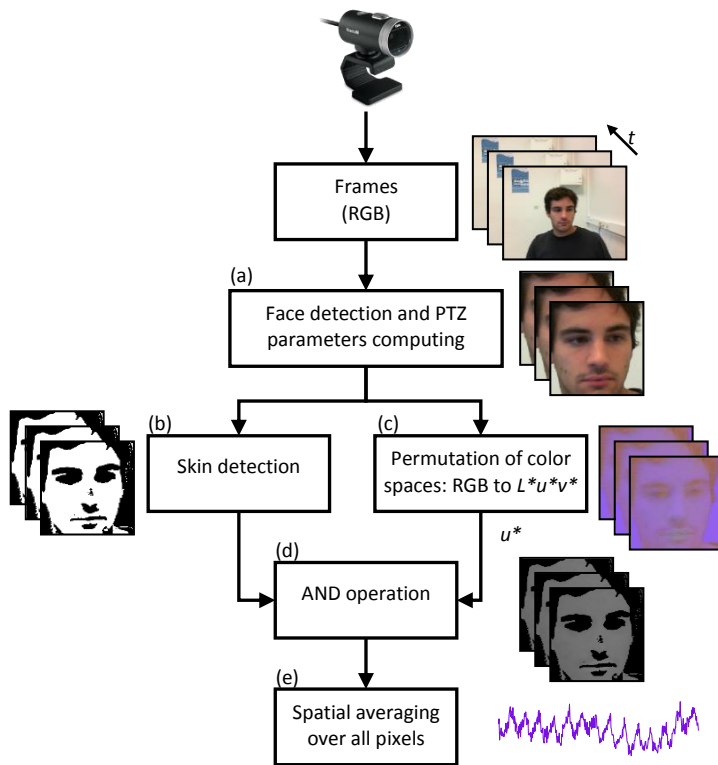 t
Frames
(RGB)
(a)
Face detection and PTZ
parameters computing
(b)
(c)
Skin detection
Permutation of color
spaces: RGB to L*u*v*
u*
(d)
AND operation
(e)
Spatial averaging
over all pixels